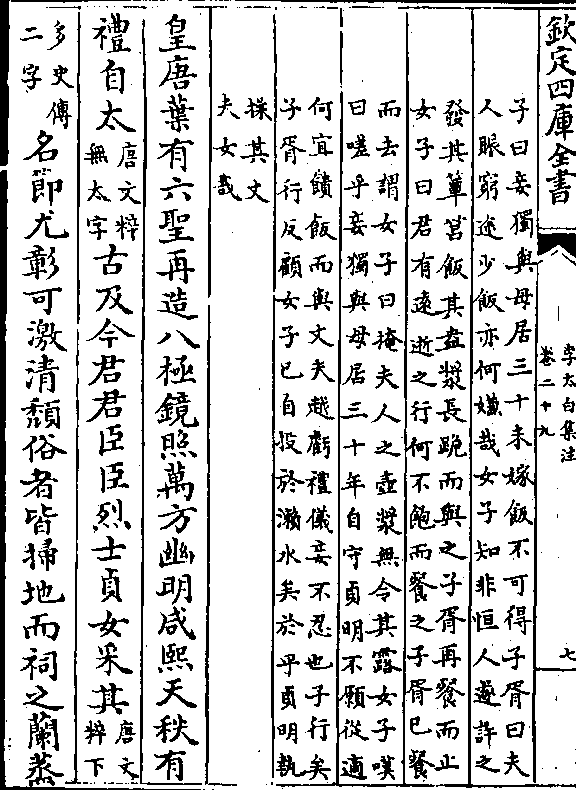 欽定四庫全書
李太白集注
卷二十九
七
子曰妾獨與母居三十未嫁飯不可得子胥曰夫
人賑窮途少飯亦何嫌哉女子知非恒人遂許之
發其簞筥飯其盎漿長跪而與之子胥再餐而止
女子曰君有遠逝之行何不飽而餐之子胥已餐
而去謂女子曰掩夫人之壺漿無令其露女子嘆
曰嗟乎妾獨與母居三十年自守貞明不願從適
何宜饋飯而與丈夫越虧禮儀妾不忍也子行矣
子胥行反顧女子已自投於瀨水矣於乎貞明執
操其丈
夫女哉
皇唐葉有六聖再造八極鏡照萬方幽明咸熙天秩有
禮自太唐文粹無太字古及今君君臣臣烈士貞女采其唐文粹下
多史傳二字名節尤彰可激清頹俗者皆掃地而祠之蘭蒸